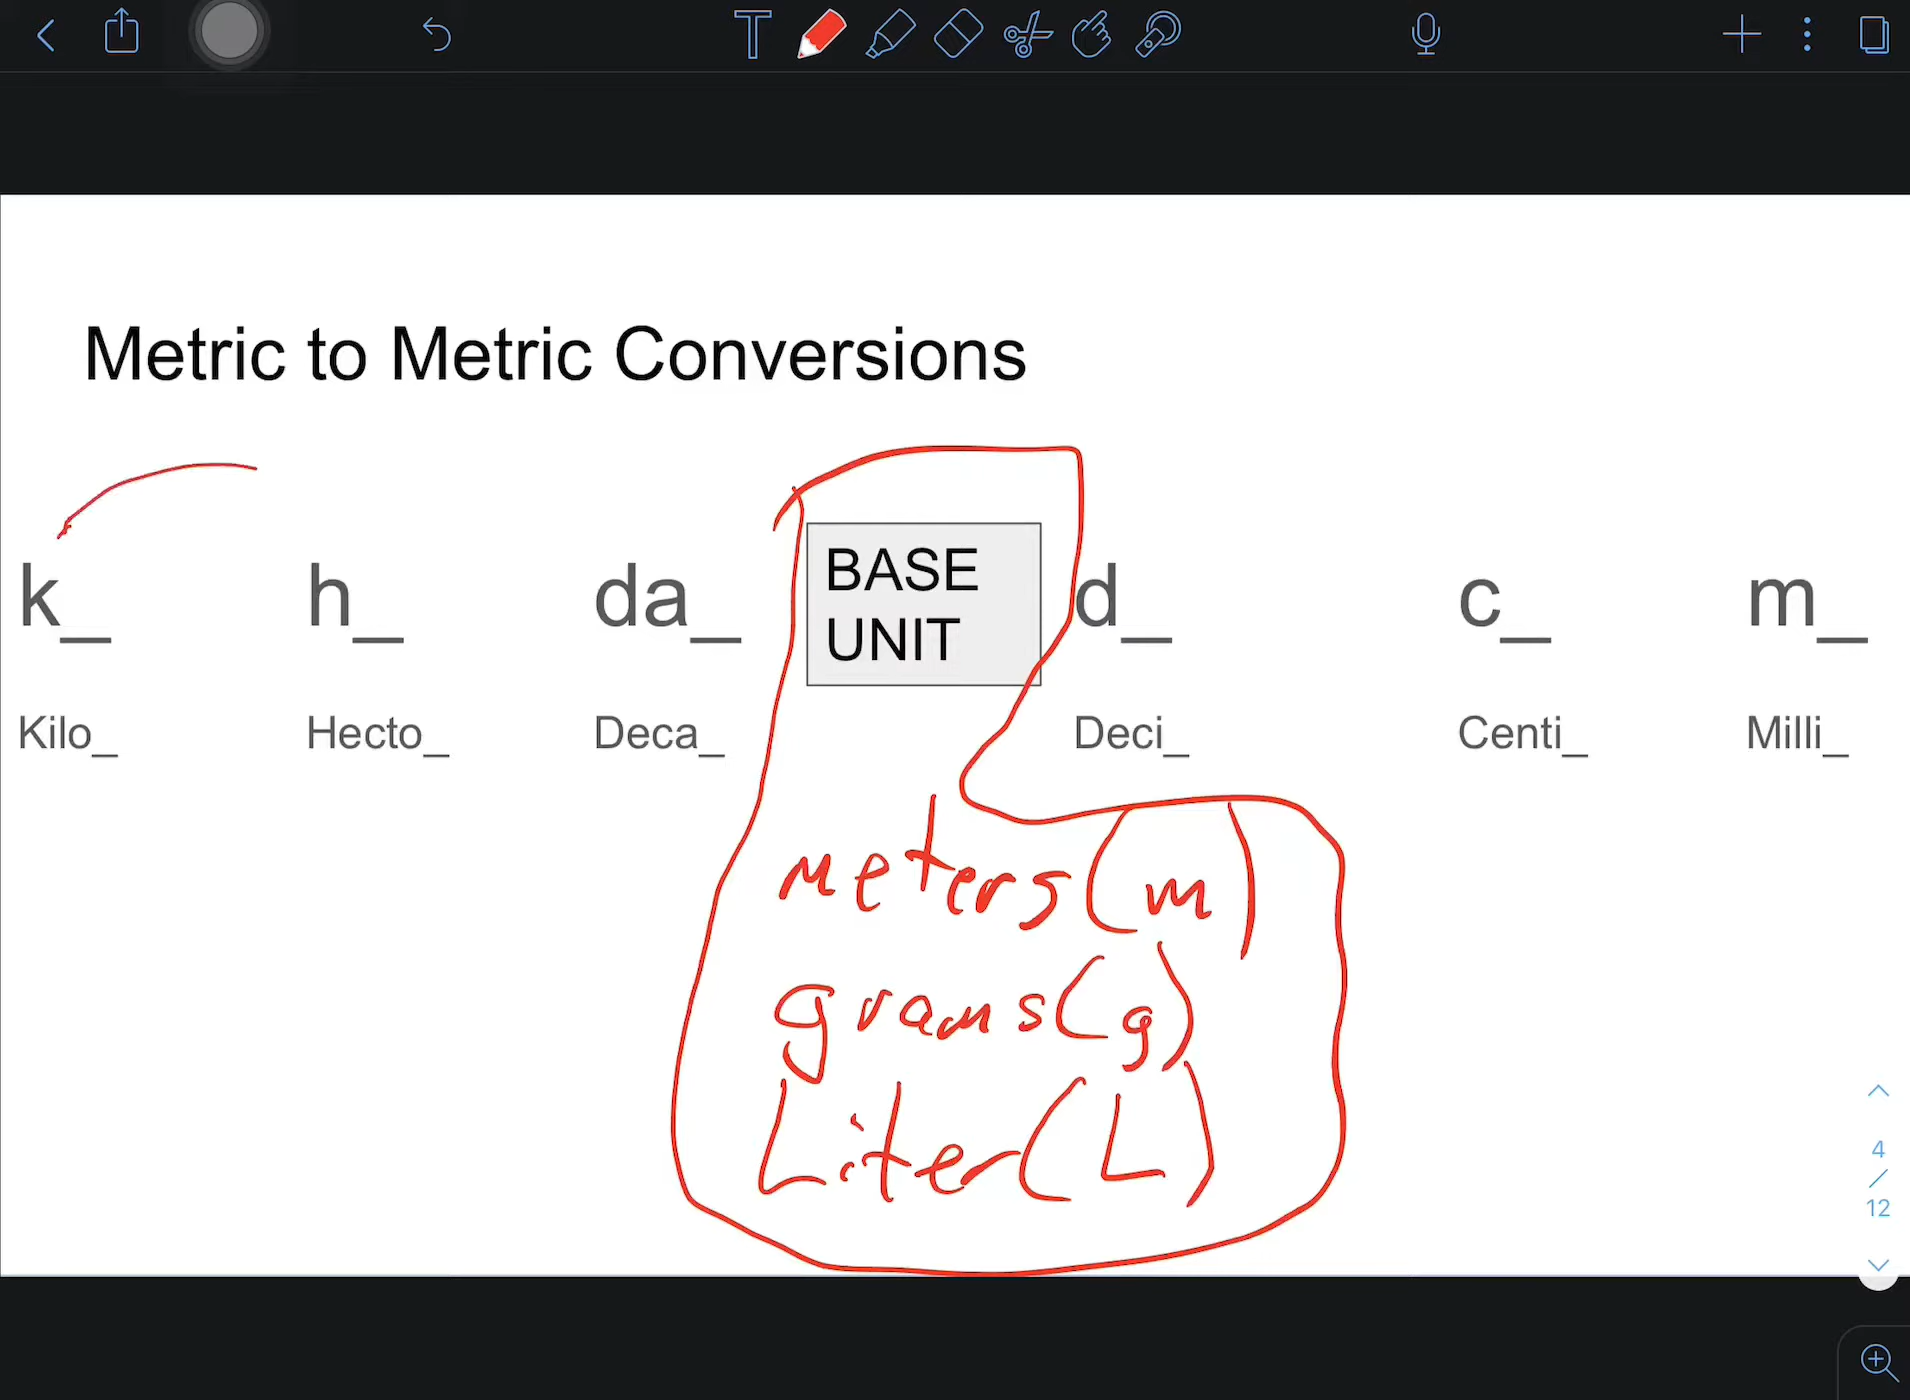 Metric to Metric Conversions
k_ h_ da_ BASE UNIT d_ c_ m_
Kilo_ Hecto_ Deca_ Deci_ Centi_ Milli_
meters (m)
grams (g)
Liter (L)
4
/
12